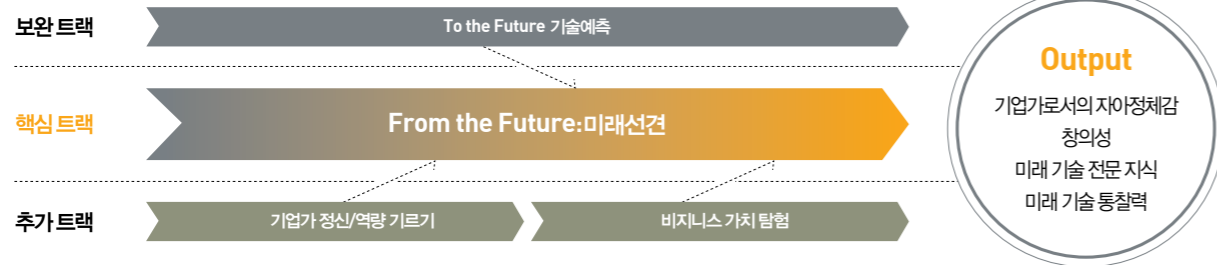 보완 트랙
To the Future 기술예측
핵심 트랙
From the Future:미래선견
추가 트랙
기업가 정신/역량 기르기
비지니스 가치 탐험
Output
기업가로서의 자아정체감
창의성
미래 기술 전문 지식
미래 기술 통찰력